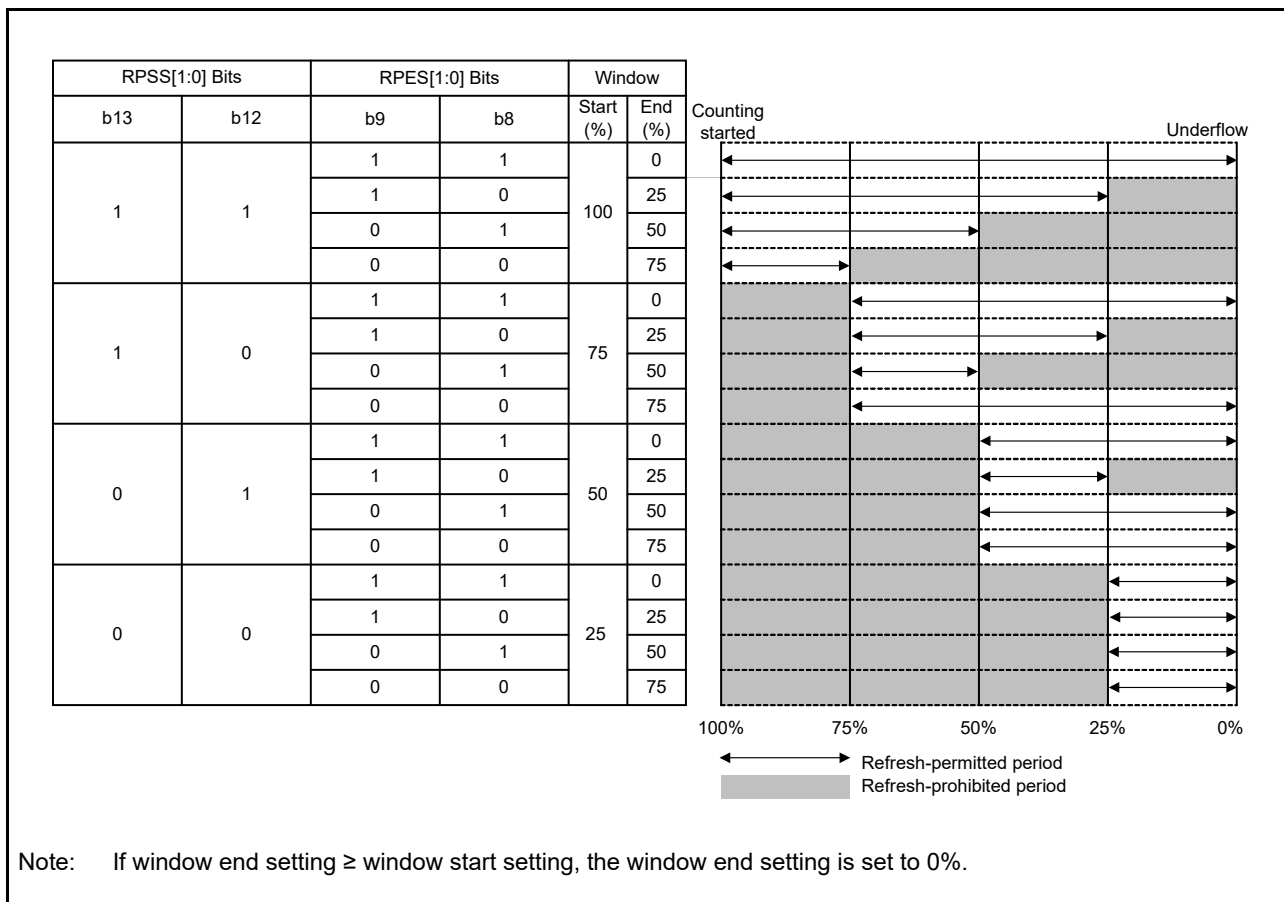 RPSS[1:0] Bits RPES[1:0] Bits Window
b13 b12 b9 b8 Start (%) End (%) Counting started Underflow
1 1 1 1 100 0
1 0 25
0 1 50
0 0 75
1 0 1 1 75 0
1 0 25
0 1 50
0 0 75
0 1 1 1 50 0
1 0 25
0 1 50
0 0 75
0 0 1 1 25 0
1 0 25
0 1 50
0 0 75
100% 75% 50% 25% 0%
Refresh-permitted period
Refresh-prohibited period
Note: If window end setting ≥ window start setting, the window end setting is set to 0%.